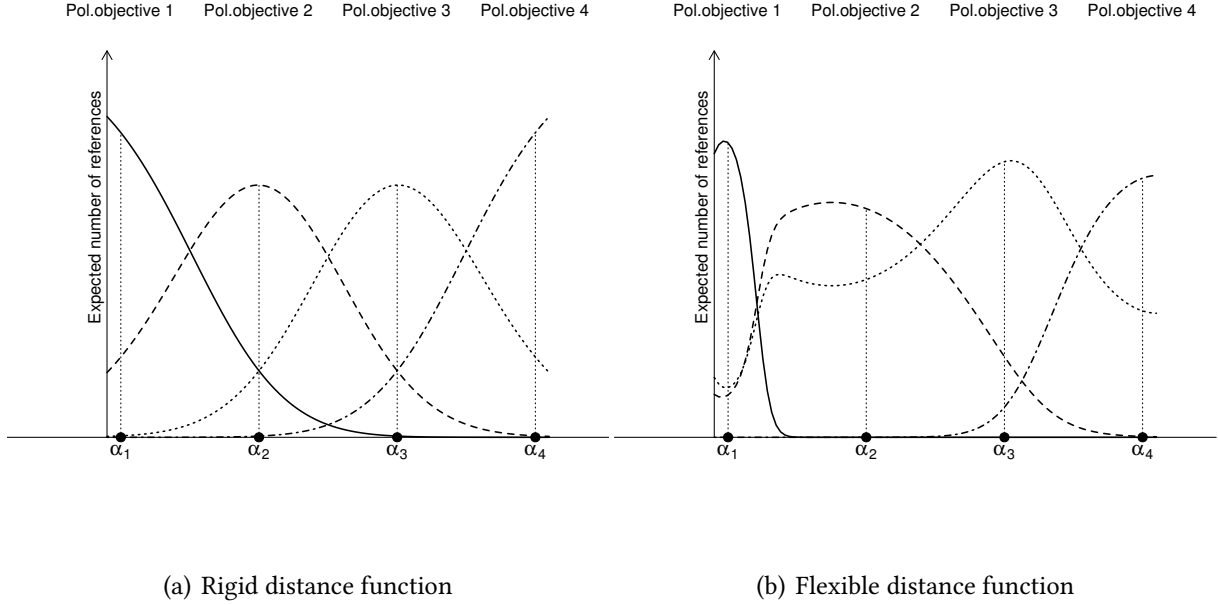 Pol.objective 1 Pol.objective 2 Pol.objective 3 Pol.objective 4
Expected number of references
α1 α2 α3 α4
(a) Rigid distance function
Pol.objective 1 Pol.objective 2 Pol.objective 3 Pol.objective 4
Expected number of references
α1 α2 α3 α4
(b) Flexible distance function